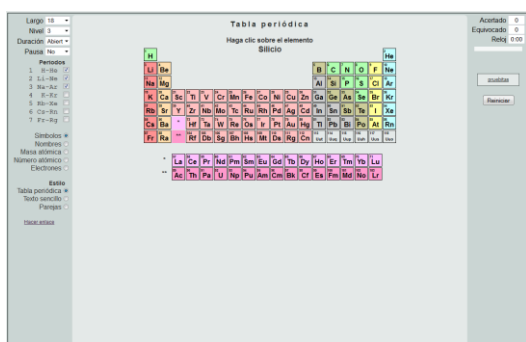 Largo 18
Nivel 3
Duración Abiert
Pausa No
Periodos
1 H-He
2 Li-Ne
3 Na-Ar
4 K-Kr
5 Rb-Xe
6 Cs-Rn
7 Fr-Rg
Símbolos
Nombres
Masa atómica
Número atómico
Electrones
Estilo
Tabla periódica
Texto sencillo
Parejas
Hacer enlace
Tabla periódica
Haga clic sobre el elemento
Silicio
H He
Li Be B C N O F Ne
Na Mg Al Si P S Cl Ar
K Ca Sc Ti V Cr Mn Fe Co Ni Cu Zn Ga Ge As Se Br Kr
Rb Sr Y Zr Nb Mo Tc Ru Rh Pd Ag Cd In Sn Sb Te I Xe
Cs Ba * Hf Ta W Re Os Ir Pt Au Hg Tl Pb Bi Po At Rn
Fr Ra ** Rf Db Sg Bh Hs Mt Ds Rg Cn
* La Ce Pr Nd Pm Sm Eu Gd Tb Dy Ho Er Tm Yb Lu
** Ac Th Pa U Np Pu Am Cm Bk Cf Es Fm Md No Lr
Acertado 0
Equivocado 0
Reloj 0:00
Reiniciar